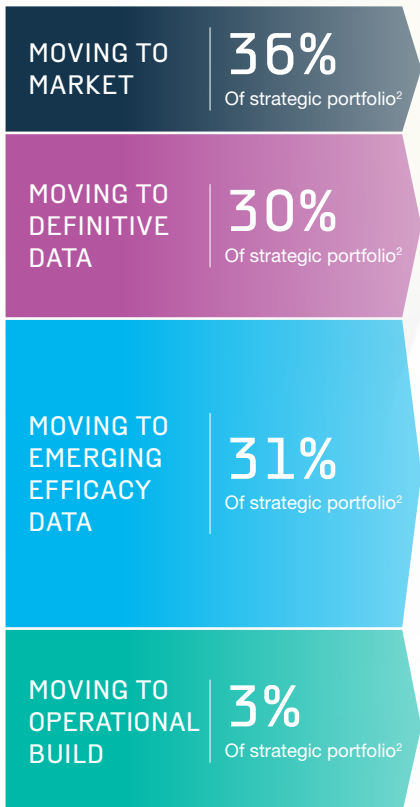 MOVING TO
MARKET
36%
Of strategic portfolio²
MOVING TO
DEFINITIVE
DATA
30%
Of strategic portfolio²
MOVING TO
EMERGING
EFFICACY
DATA
31%
Of strategic portfolio²
MOVING TO
OPERATIONAL
BUILD
3%
Of strategic portfolio²